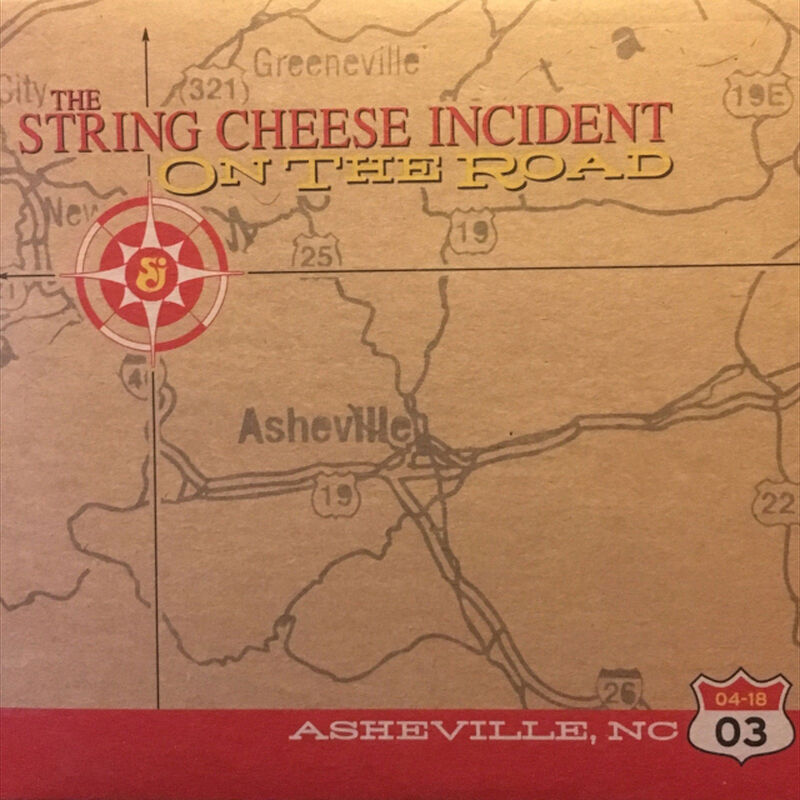 Greeneville
City
(321)
19E
THE
STRING CHEESE INCIDENT
ON THE ROAD
New
19
25
Sj
Asheville
19
22
26
04-18
ASHEVILLE, NC
03